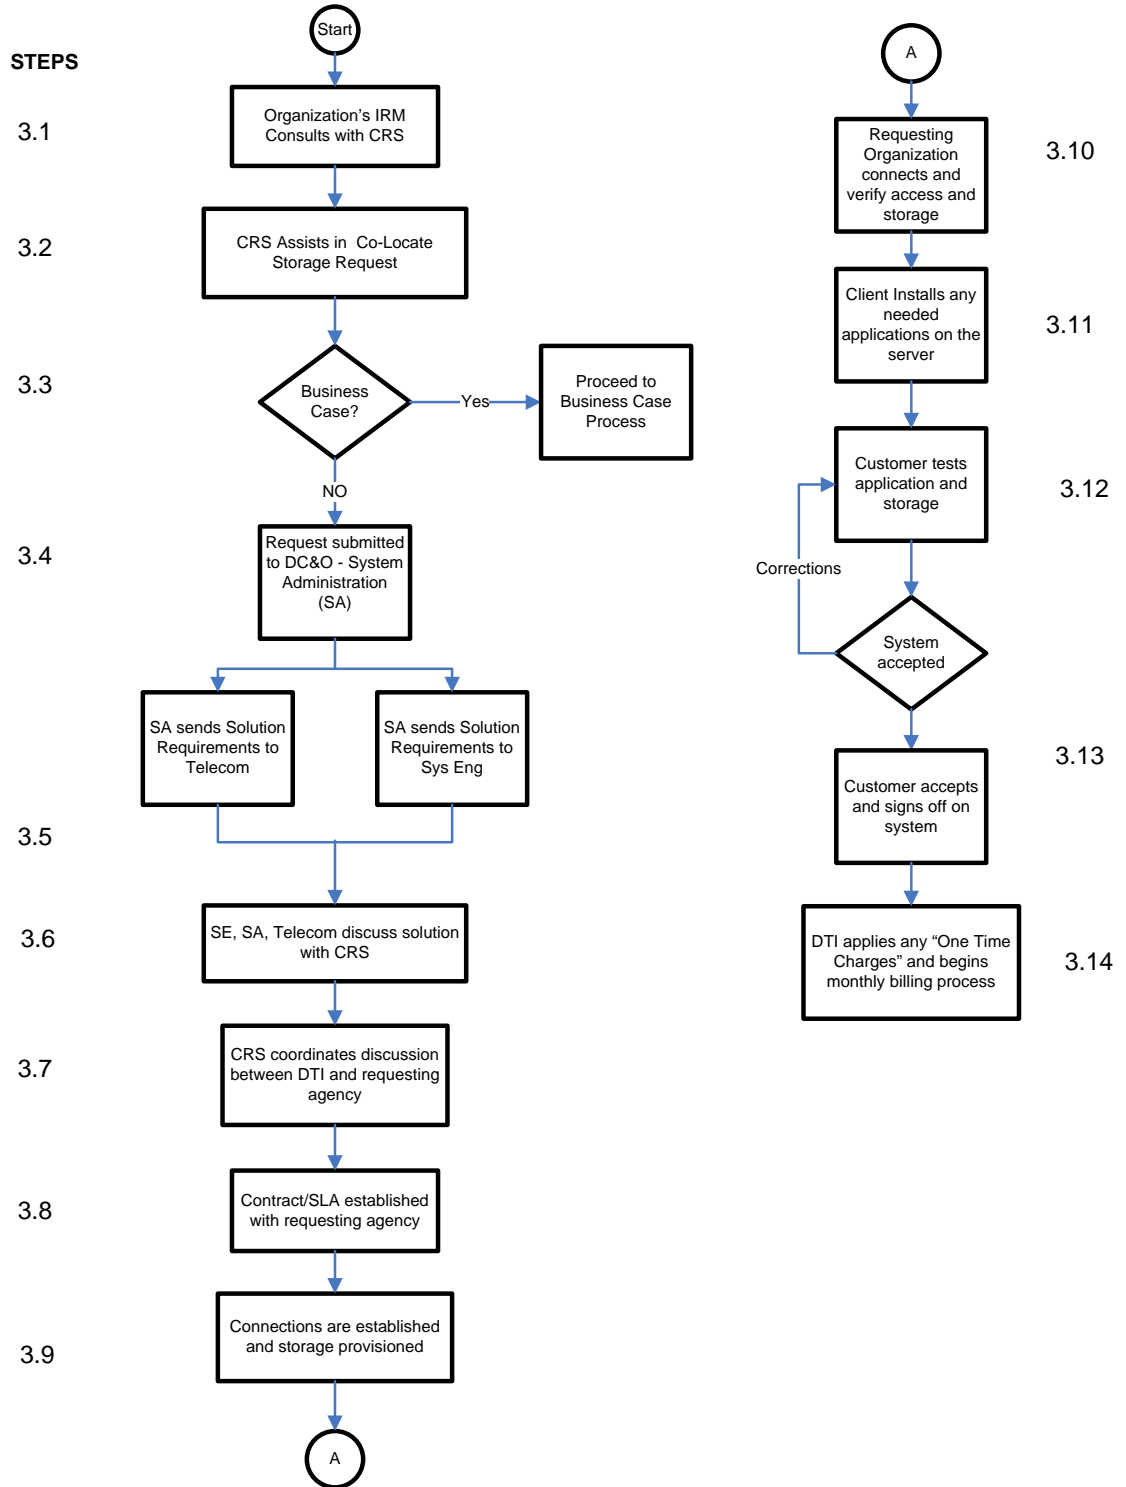 Start
STEPS
3.1
Organization's IRM
Consults with CRS
3.2
CRS Assists in Co-Locate
Storage Request
3.3
Business
Case?
Yes
Proceed to
Business Case
Process
NO
3.4
Request submitted
to DC&O - System
Administration
(SA)
SA sends Solution
Requirements to
Telecom
SA sends Solution
Requirements to
Sys Eng
3.5
3.6
SE, SA, Telecom discuss solution
with CRS
3.7
CRS coordinates discussion
between DTI and requesting
agency
3.8
Contract/SLA established
with requesting agency
3.9
Connections are established
and storage provisioned
A
A
Requesting
Organization
connects and
verify access and
storage
3.10
Client Installs any
needed
applications on the
server
3.11
Customer tests
application and
storage
3.12
Corrections
System
accepted
3.13
Customer accepts
and signs off on
system
DTI applies any “One Time
Charges” and begins
monthly billing process
3.14